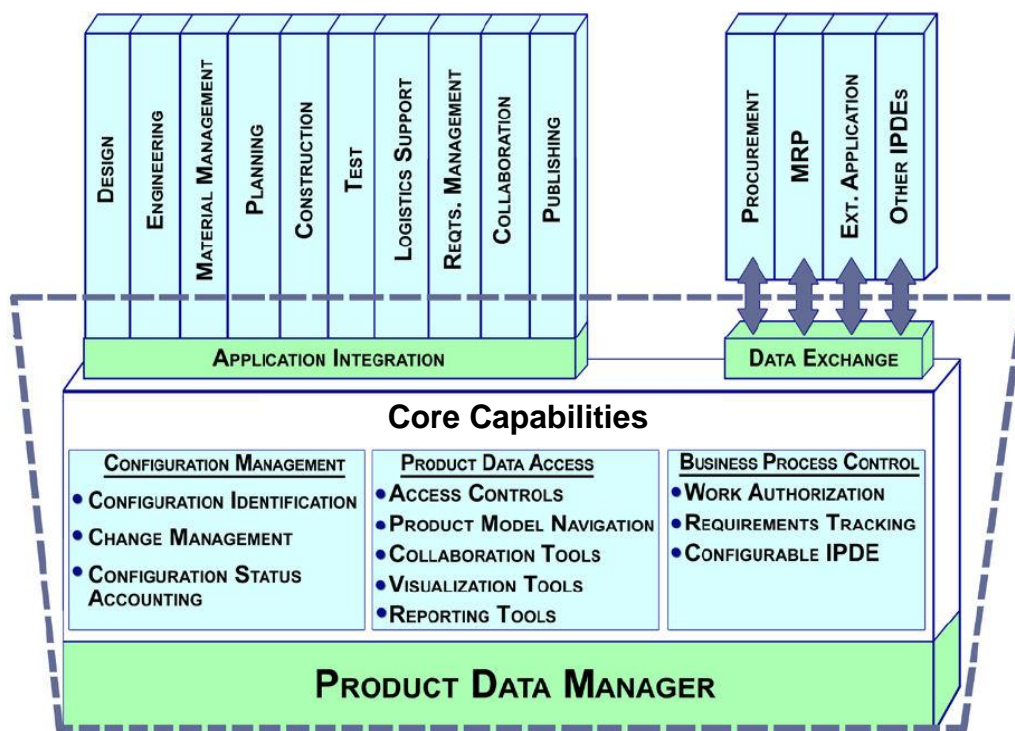 Design
Engineering
Material Management
Planning
Construction
Test
Logistics Support
Reqts. Management
Collaboration
Publishing
Procurement
MRP
Ext. Application
Other IPDEs
Application Integration
Data Exchange
Core Capabilities
Configuration Management
• Configuration Identification
• Change Management
• Configuration Status
Accounting
Product Data Access
• Access Controls
• Product Model Navigation
• Collaboration Tools
• Visualization Tools
• Reporting Tools
Business Process Control
• Work Authorization
• Requirements Tracking
• Configurable IPDE
Product Data Manager